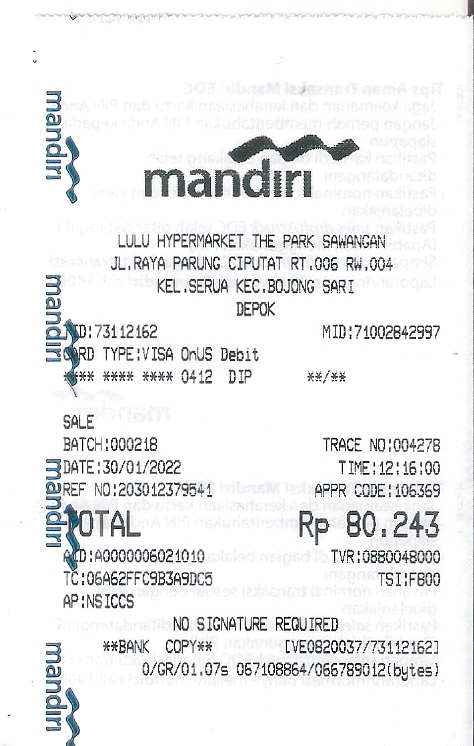 mandiri
LULU HYPERMARKET THE PARK SAWANGAN
JL.RAYA PARUNG CIPUTAT RT.006 RW.004
KEL.SERUA KEC.BOJONG SARI
DEPOK
TID:73112162 MID:71002842997
CARD TYPE:VISA OnUS Debit
**** **** **** 0412 DIP **/**
SALE
BATCH:000218 TRACE NO:004278
DATE:30/01/2022 TIME:12:16:00
REF NO:203012379541 APPR CODE:106369
TOTAL Rp 80.243
AID:A0000006021010 TVR:0880048000
TC:06A62FFC9B3A9DC5 TSI:F800
AP:NSICCS
NO SIGNATURE REQUIRED
**BANK COPY** [VE0820037/73112162]
0/GR/01.07s 067108864/066789012(bytes)
mandiri
mandiri
mandiri
mandiri